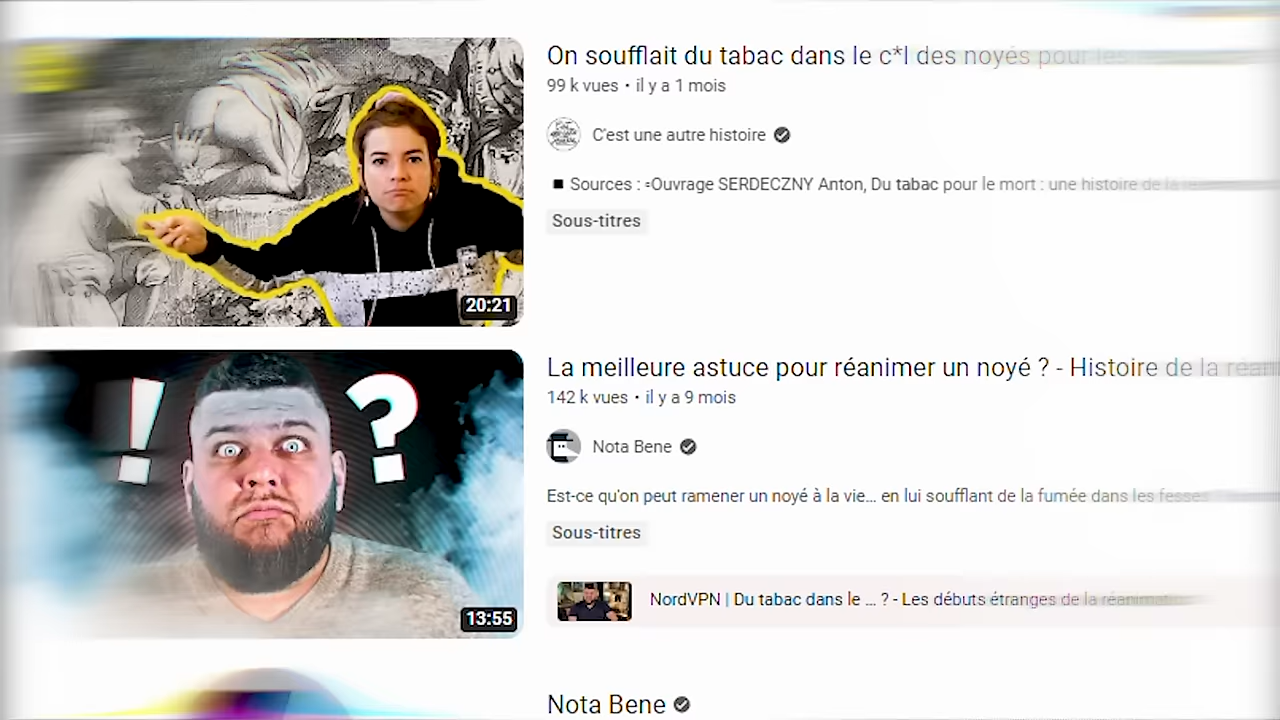 On soufflait du tabac dans le c*l des noyés pour les
99 k vues • il y a 1 mois
C'est une autre histoire
■ Sources : ▫Ouvrage SERDECZNY Anton, Du tabac pour le mort : une histoire de la
Sous-titres
20:21
! ?
La meilleure astuce pour réanimer un noyé ? - Histoire de la
142 k vues • il y a 9 mois
Nota Bene
Est-ce qu'on peut ramener un noyé à la vie... en lui soufflant de la fumée dans les fesses
Sous-titres
13:55
NordVPN | Du tabac dans le ... ? - Les débuts étranges de la
Nota Bene